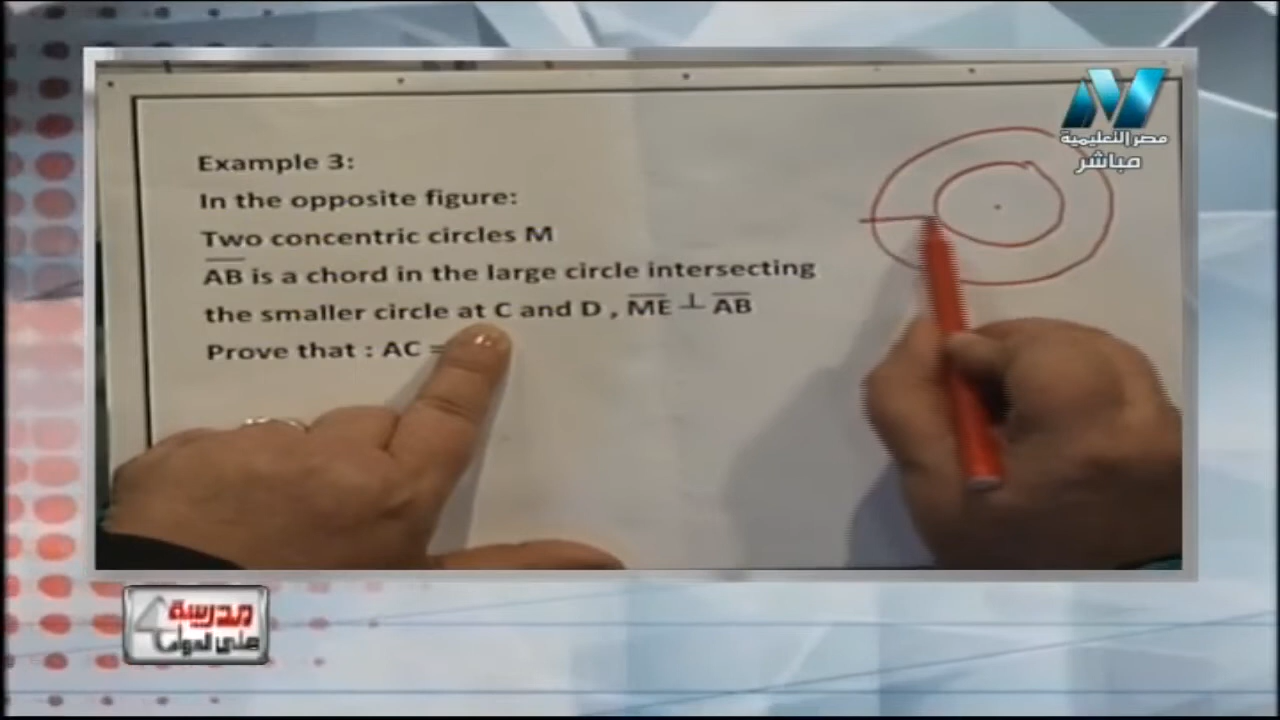 مصر التعليمية
مباشر
Example 3:
In the opposite figure:
Two concentric circles M
AB is a chord in the large circle intersecting
the smaller circle at C and D , ME ⊥ AB
Prove that : AC =
مدرسة
على الهواء